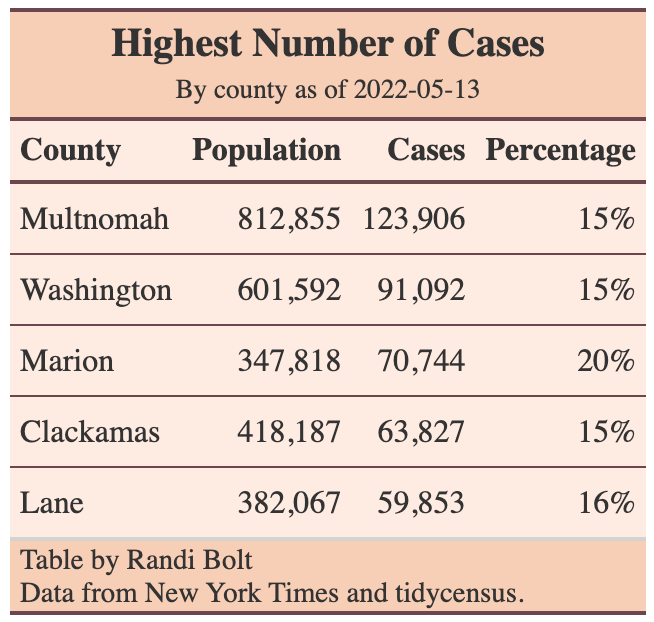 Highest Number of Cases
By county as of 2022-05-13
County Population Cases Percentage
Multnomah 812,855 123,906 15%
Washington 601,592 91,092 15%
Marion 347,818 70,744 20%
Clackamas 418,187 63,827 15%
Lane 382,067 59,853 16%
Table by Randi Bolt
Data from New York Times and tidycensus.